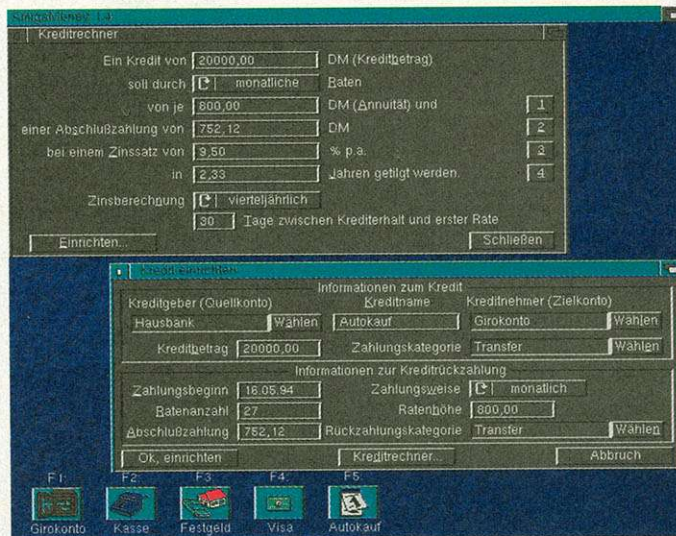 Kreditrechner
Ein Kredit von 20000,00 DM (Kreditbetrag)
soll durch monatliche Raten
von je 800,00 DM (Annuität) und 1
einer Abschlußzahlung von 752,12 DM 2
bei einem Zinssatz von 9,50 % p.a. 3
in 2,33 Jahren getilgt werden. 4
Zinsberechnung vierteljährlich
30 Tage zwischen Krediterhalt und erster Rate
Einrichten... Schließen
Kredit einrichten
Informationen zum Kredit
Kreditgeber (Quellkonto) Kreditname Kreditnehmer (Zielkonto)
Hausbank Wählen Autokauf Girokonto Wählen
Kreditbetrag 20000,00 Zahlungskategorie Transfer Wählen
Informationen zur Kreditrückzahlung
Zahlungsbeginn 16.05.94 Zahlungsweise monatlich
Ratenanzahl 27 Ratenhöhe 800,00
Abschlußzahlung 752,12 Rückzahlungskategorie Transfer Wählen
Ok, einrichten Kreditrechner... Abbruch
F1: F2: F3: F4: F5:
Girokonto Kasse Festgeld Visa Autokauf